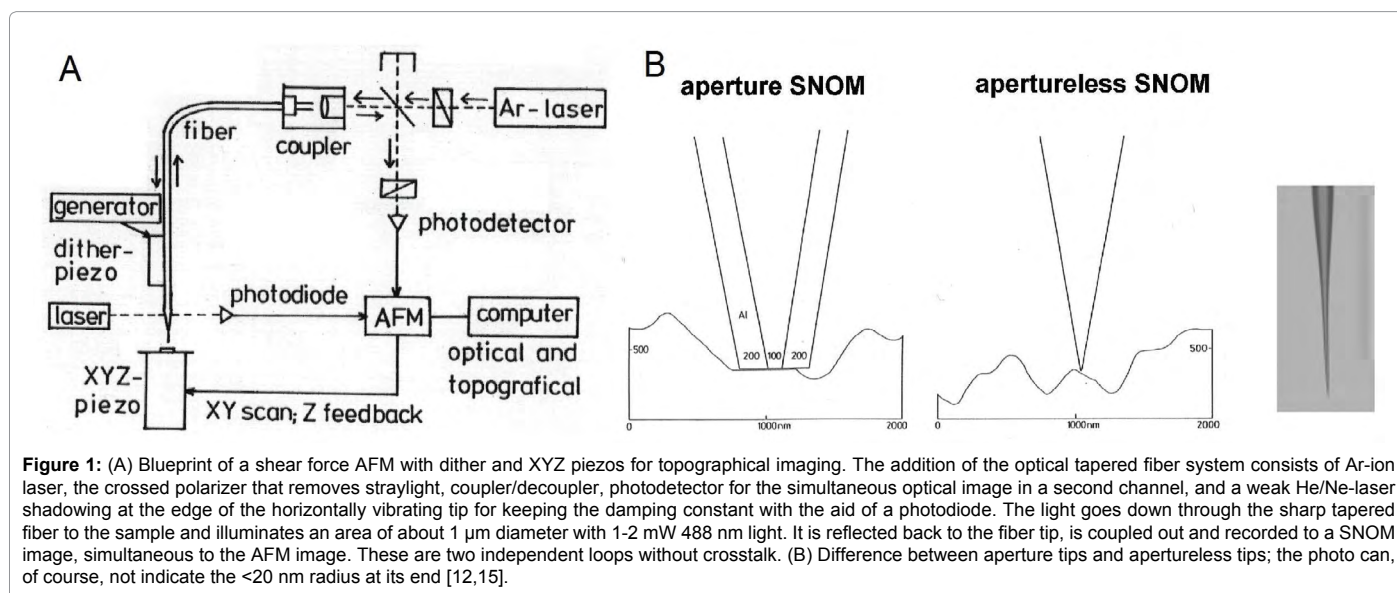 A
fiber
coupler
Ar-laser
generator
photodetector
dither-
piezo
laser
photodiode
AFM
computer
optical and
topografical
XYZ-
piezo
XY scan; Z feedback
B
aperture SNOM
apertureless SNOM
Al
500
200 100 200
0
1000nm
2000
500
0
1000nm
2000
Figure 1: (A) Blueprint of a shear force AFM with dither and XYZ piezos for topographical imaging. The addition of the optical tapered fiber system consists of Ar-ion
laser, the crossed polarizer that removes straylight, coupler/decoupler, photodetector for the simultaneous optical image in a second channel, and a weak He/Ne-laser
shadowing at the edge of the horizontally vibrating tip for keeping the damping constant with the aid of a photodiode. The light goes down through the sharp tapered
fiber to the sample and illuminates an area of about 1 µm diameter with 1-2 mW 488 nm light. It is reflected back to the fiber tip, is coupled out and recorded to a SNOM
image, simultaneous to the AFM image. These are two independent loops without crosstalk. (B) Difference between aperture tips and apertureless tips; the photo can,
of course, not indicate the <20 nm radius at its end [12,15].